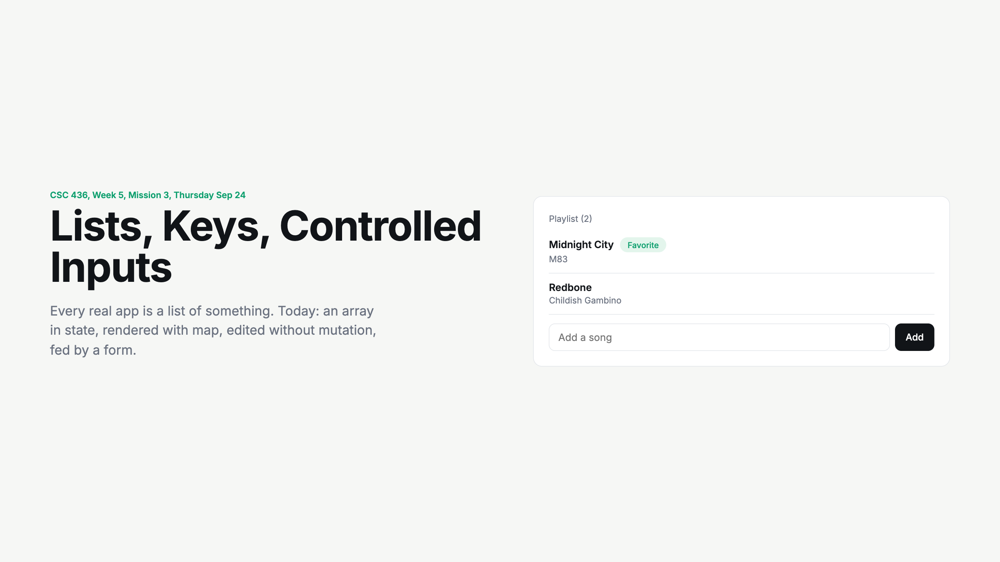 CSC 436, Week 5, Mission 3, Thursday Sep 24
Lists, Keys, Controlled
Inputs
Every real app is a list of something. Today: an array
in state, rendered with map, edited without mutation,
fed by a form.
Playlist (2)
Midnight City Favorite
M83
Redbone
Childish Gambino
Add a song Add